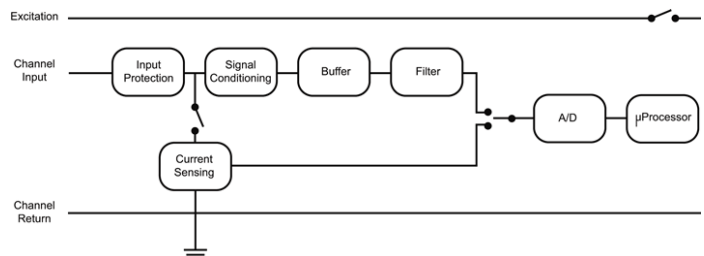 Excitation
Channel
Input
Input
Protection
Signal
Conditioning
Buffer
Filter
A/D
µProcessor
Current
Sensing
Channel
Return